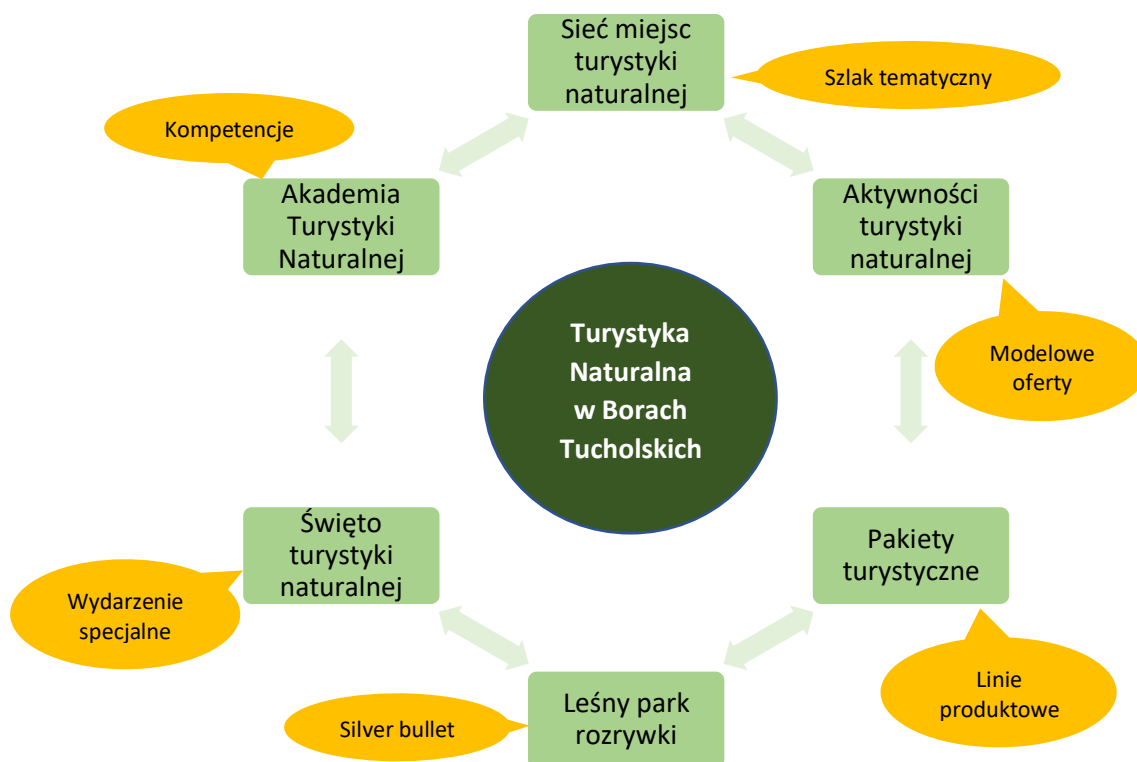 Sieć miejsc
turystyki
naturalnej
Szlak tematyczny
Kompetencje
Akademia
Turystyki
Naturalnej
Aktywności
turystyki
naturalnej
Modelowe
oferty
Turystyka
Naturalna
w Borach
Tucholskich
Święto
turystyki
naturalnej
Wydarzenie
specjalne
Pakiety
turystyczne
Linie
produktowe
Leśny park
rozrywki
Silver bullet